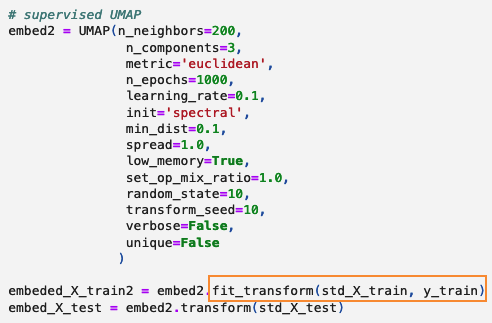 # supervised UMAP
embed2 = UMAP(n_neighbors=200,
n_components=3,
metric='euclidean',
n_epochs=1000,
learning_rate=0.1,
init='spectral',
min_dist=0.1,
spread=1.0,
low_memory=True,
set_op_mix_ratio=1.0,
random_state=10,
transform_seed=10,
verbose=False,
unique=False
)
embeded_X_train2 = embed2.fit_transform(std_X_train, y_train)
embed_X_test = embed2.transform(std_X_test)